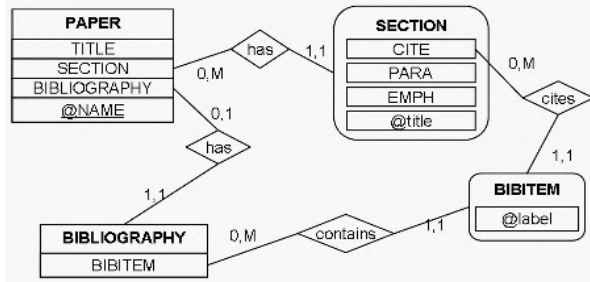 PAPER
TITLE
SECTION
BIBLIOGRAPHY
@NAME
has
0,M
1,1
SECTION
CITE
PARA
EMPH
@title
0,M
cites
1,1
0,1
has
1,1
BIBITEM
@label
BIBLIOGRAPHY
BIBITEM
0,M
contains
1,1